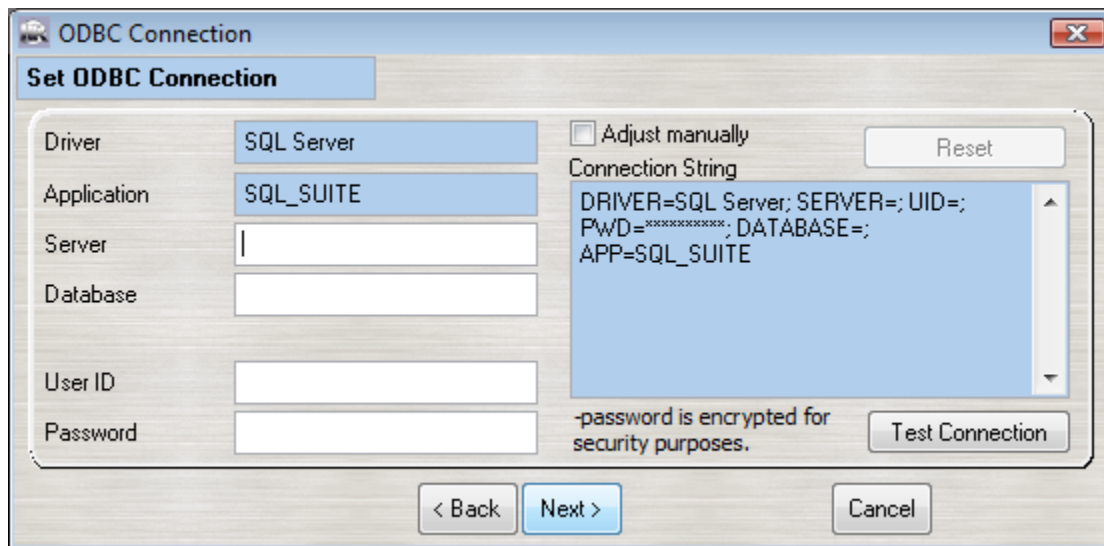 ODBC Connection
Set ODBC Connection
Driver
SQL Server
Application
SQL_SUITE
Server
Database
User ID
Password
Adjust manually
Reset
Connection String
DRIVER=SQL Server; SERVER=; UID=;
PWD=**********; DATABASE=;
APP=SQL_SUITE
-password is encrypted for
security purposes.
Test Connection
< Back
Next >
Cancel